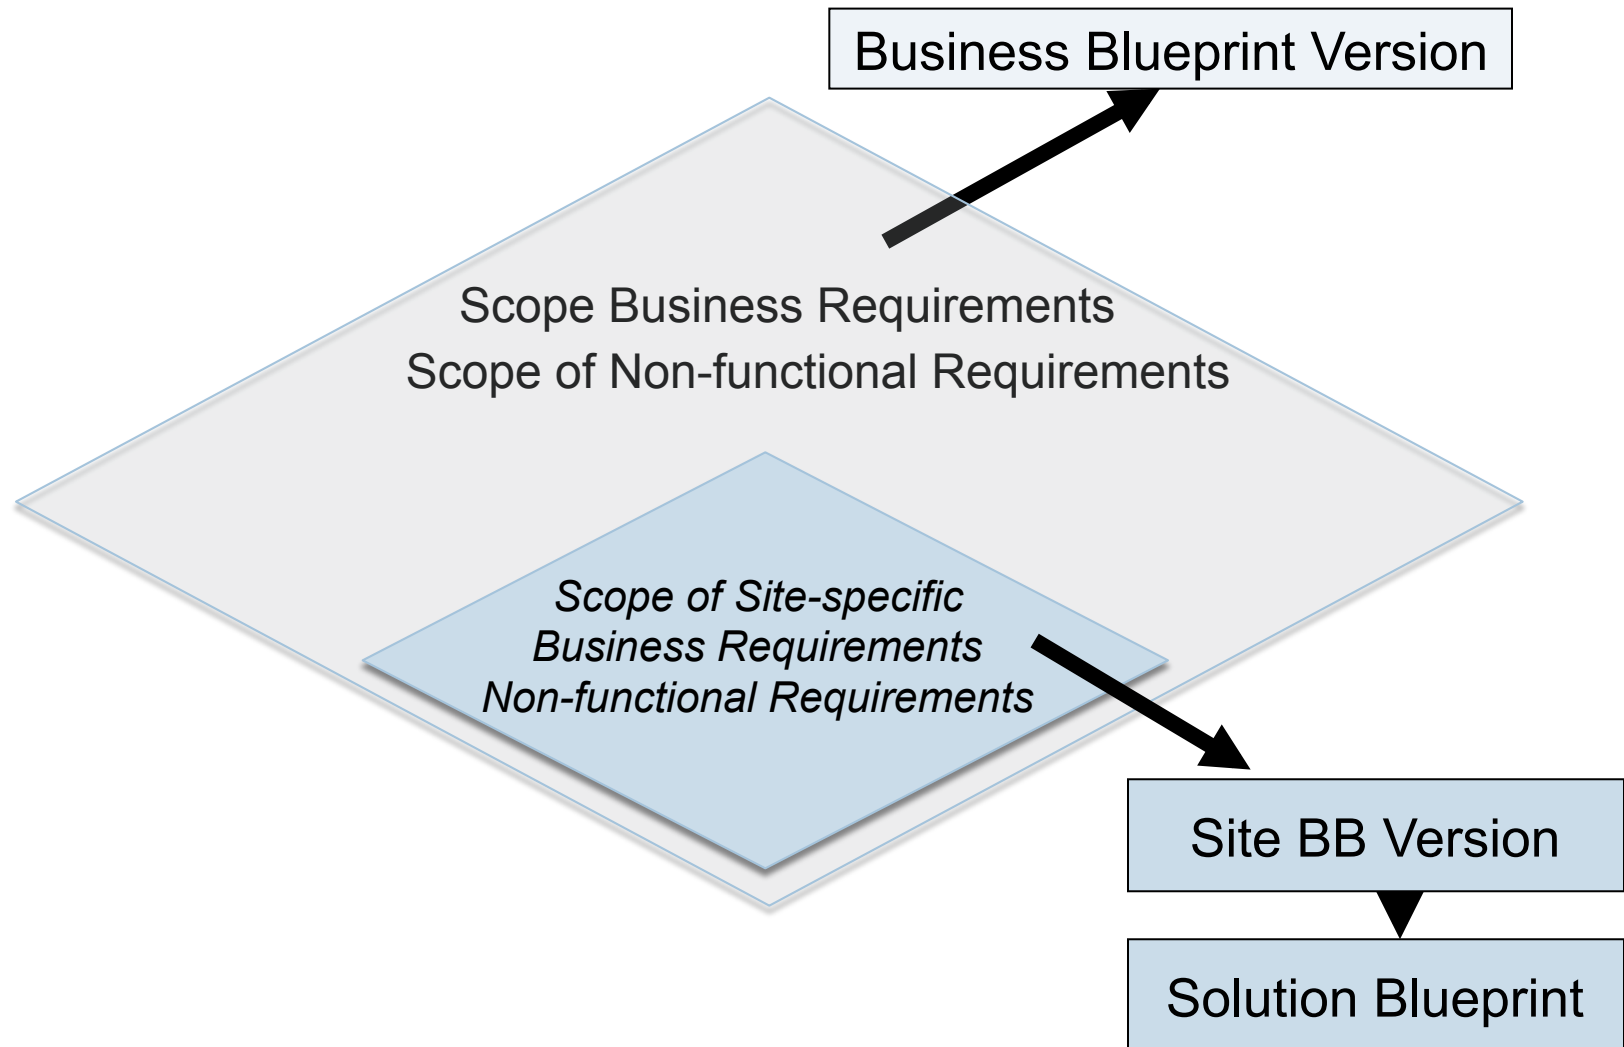 Business Blueprint Version
Scope Business Requirements
Scope of Non-functional Requirements
Scope of Site-specific
Business Requirements
Non-functional Requirements
Site BB Version
Solution Blueprint